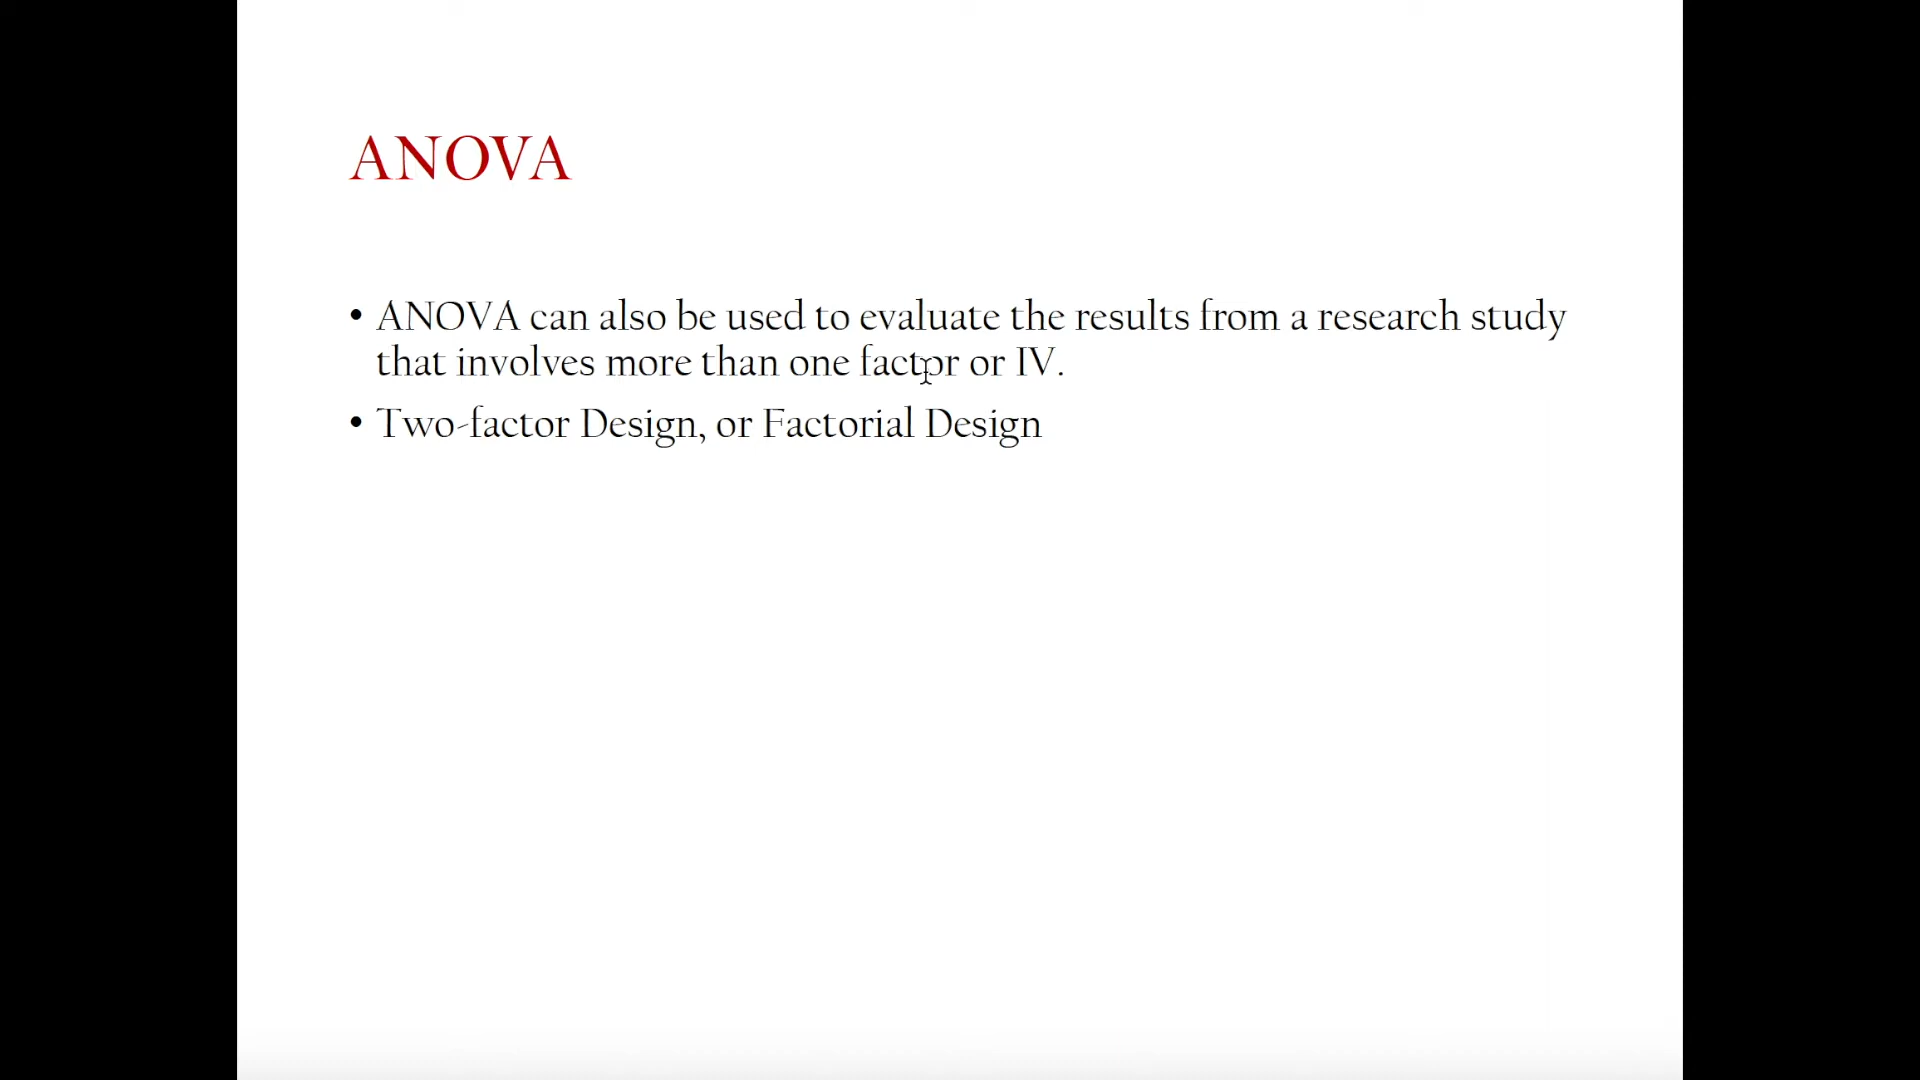 ANOVA
• ANOVA can also be used to evaluate the results from a research study
that involves more than one factor or IV.
• Two-factor Design, or Factorial Design